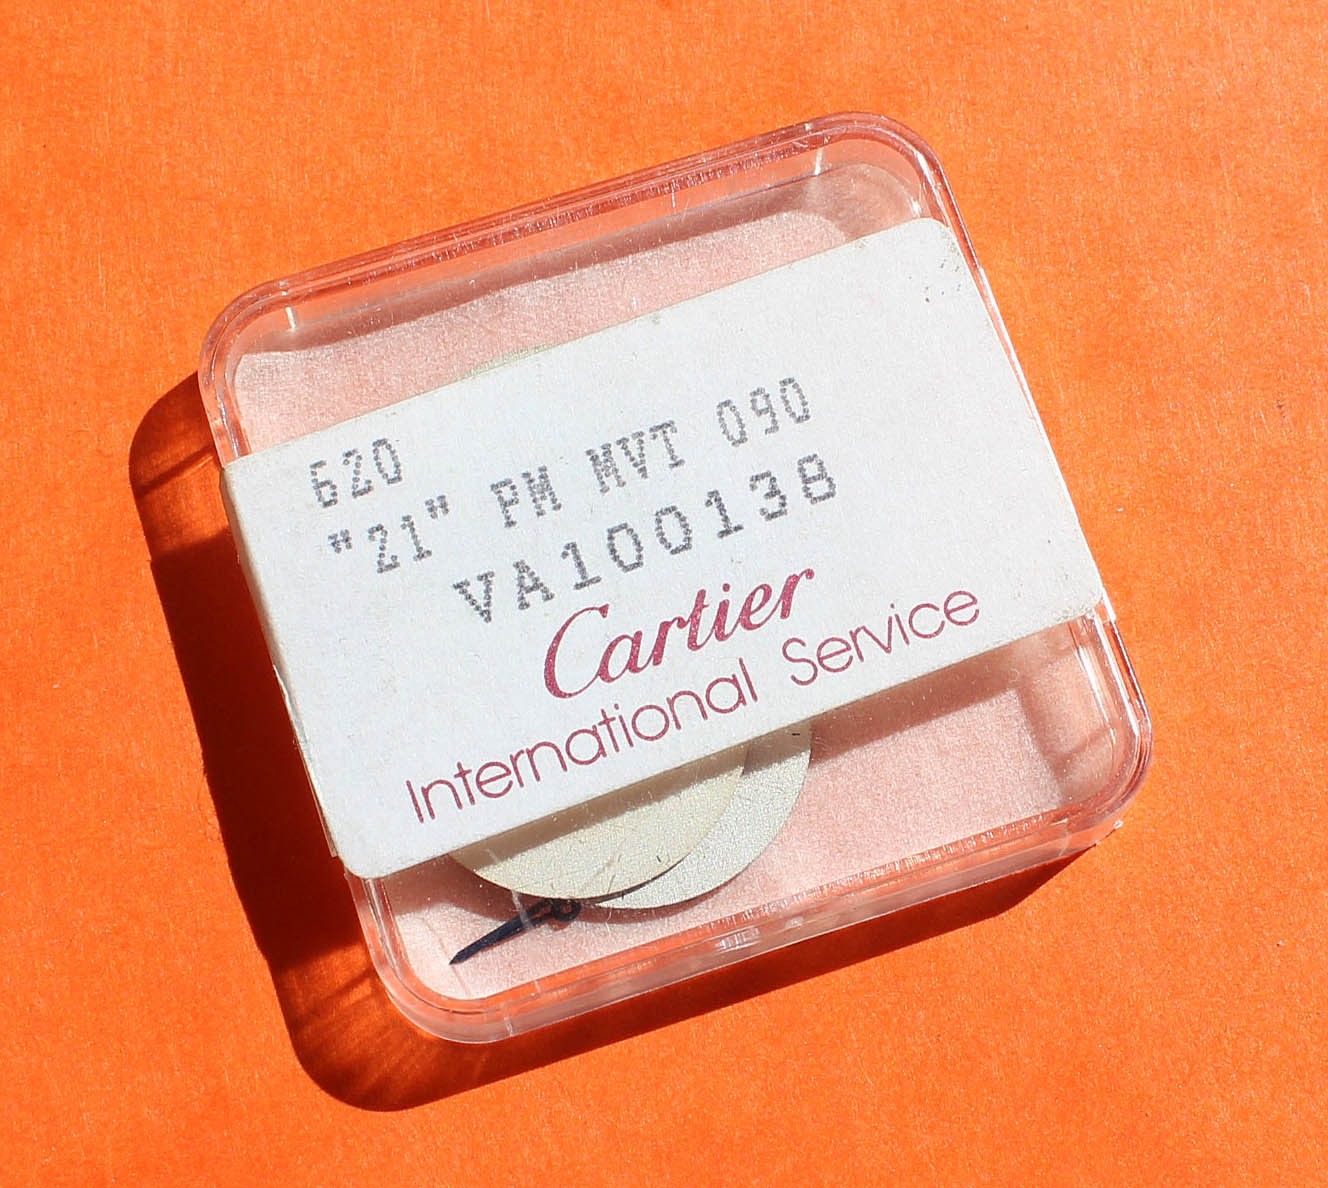 620
"21" PM MVT 090
VA100138
Cartier
International Service